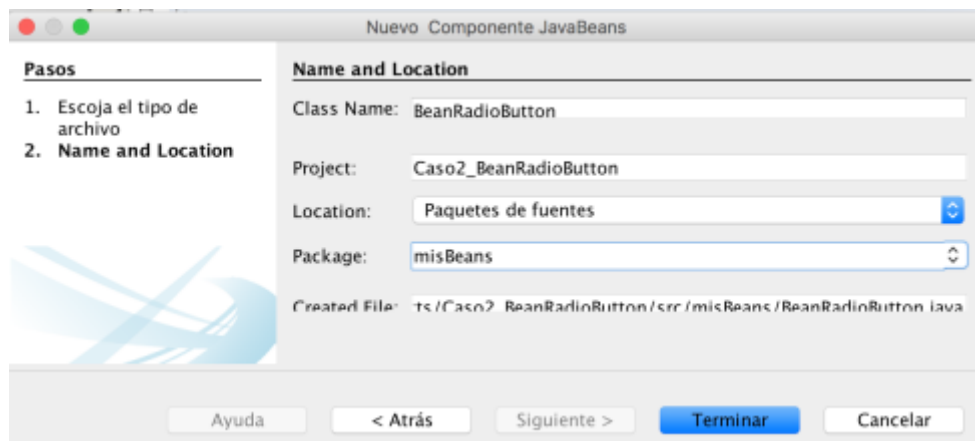 Nuevo Componente JavaBeans
Pasos
1. Escoja el tipo de
archivo
2. Name and Location
Name and Location
Class Name: BeanRadioButton
Project: Caso2_BeanRadioButton
Location: Paquetes de fuentes
Package: misBeans
Created File: ts/Caso2_BeanRadioButton/src/misBeans/BeanRadioButton.java
Ayuda < Atrás Siguiente > Terminar Cancelar